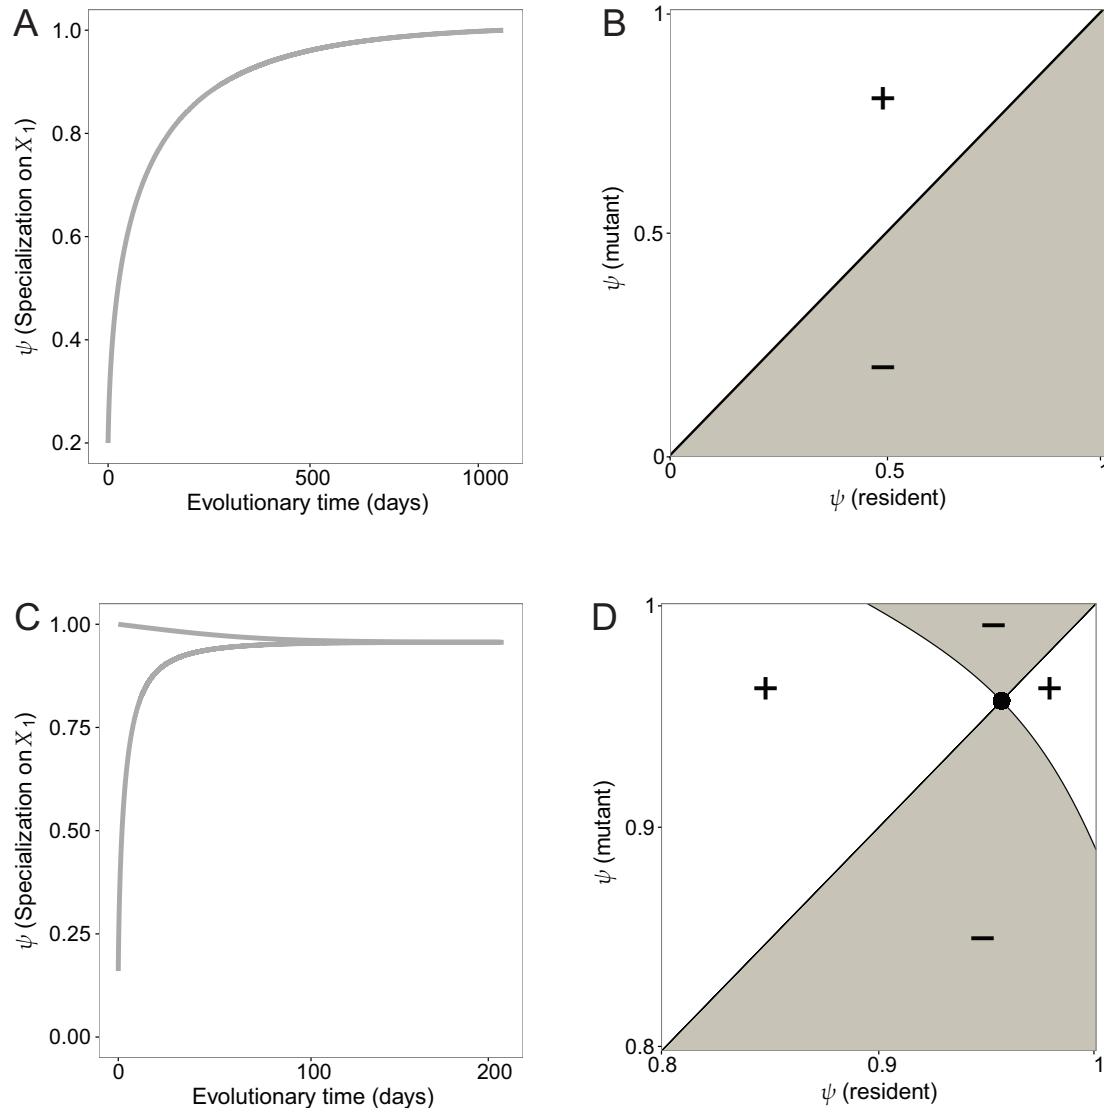 A
1.0
0.8
0.6
0.4
0.2
ψ (Specialization on X1)
0
500
1000
Evolutionary time (days)
B
1
0.5
0
ψ (mutant)
+
−
0
0.5
1
ψ (resident)
C
1.00
0.75
0.50
0.25
0.00
ψ (Specialization on X1)
0
100
200
Evolutionary time (days)
D
1
0.9
0.8
ψ (mutant)
−
+
+
−
0.8
0.9
1
ψ (resident)